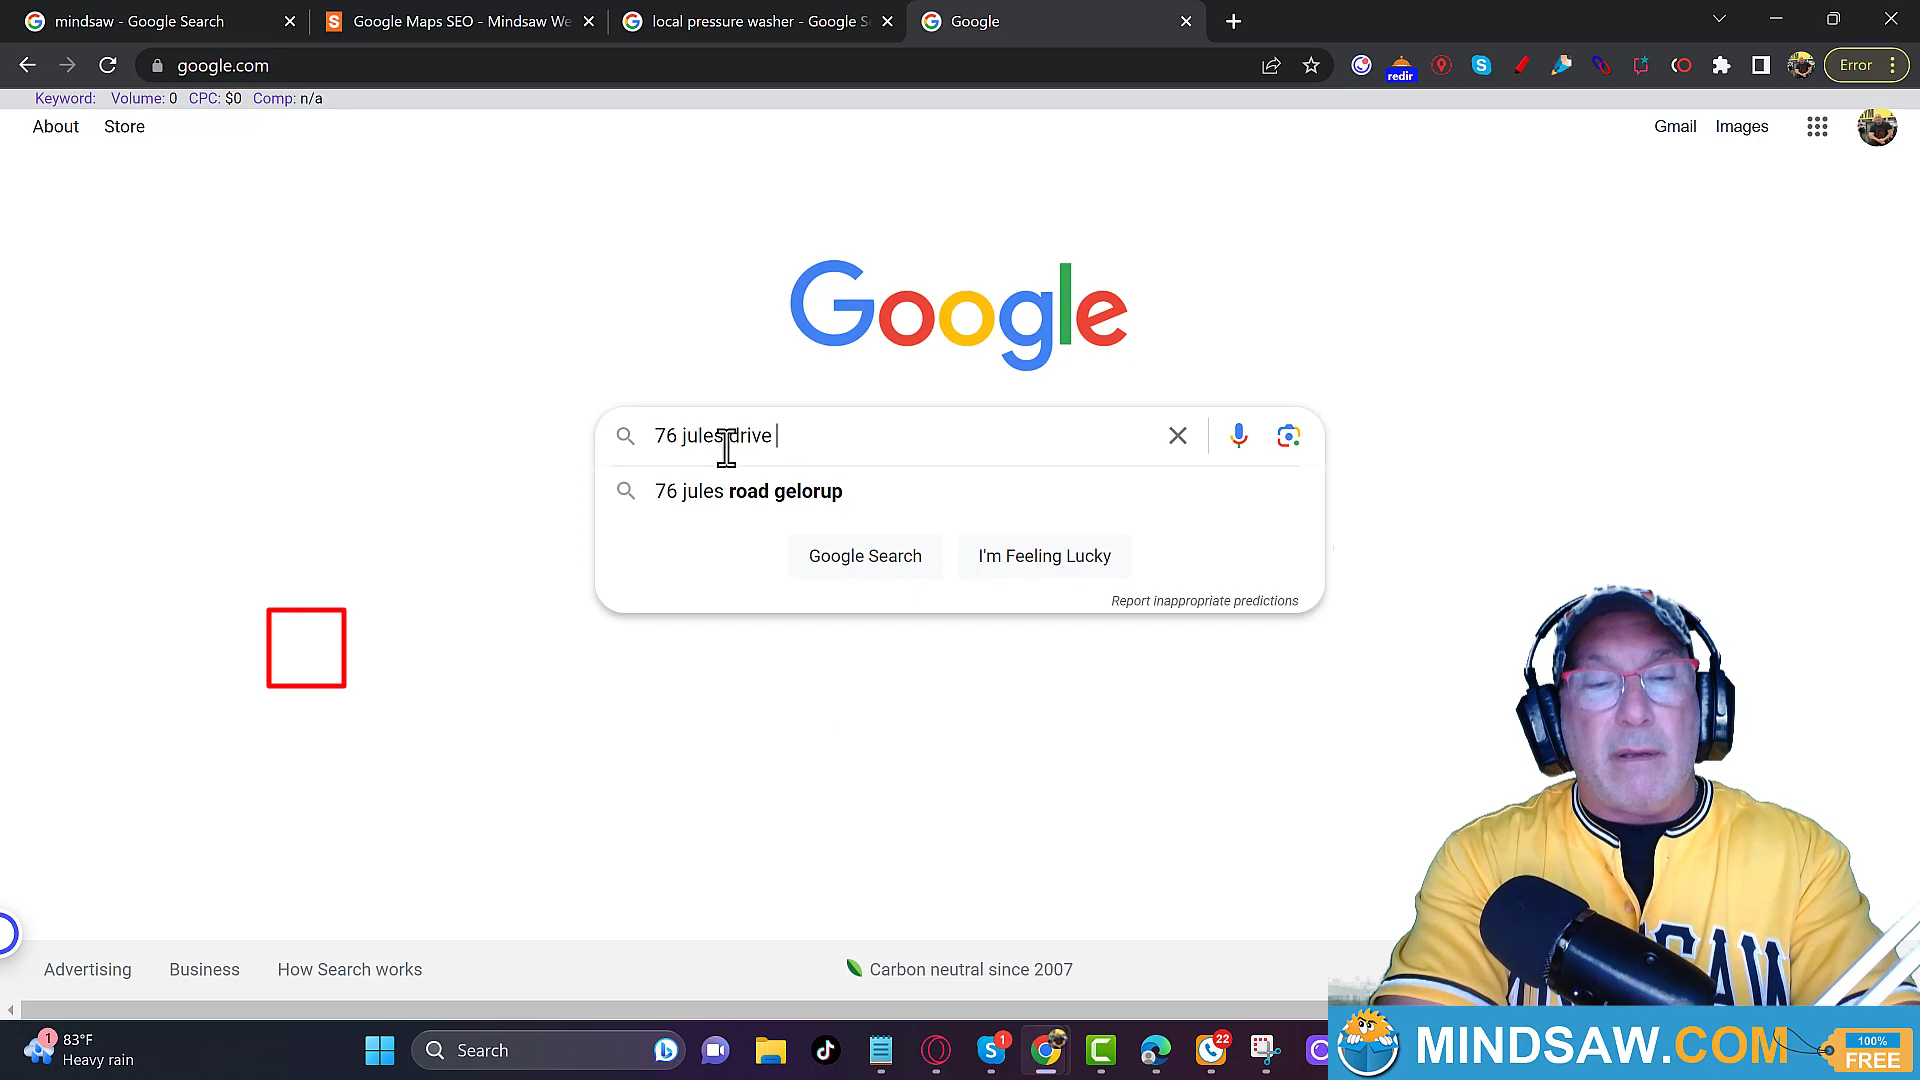 mindsaw - Google Search
Google Maps SEO - Mindsaw We
local pressure washer - Google S
Google
google.com
redir
Error
Keyword: Volume: 0 CPC: $0 Comp: n/a
About Store
Gmail Images
Google
76 jules drive
76 jules road gelorup
Google Search I'm Feeling Lucky
Report inappropriate predictions
Advertising Business How Search works
Carbon neutral since 2007
1 83°F
Heavy rain
Search
1
22
MINDSAW.COM
100%
FREE